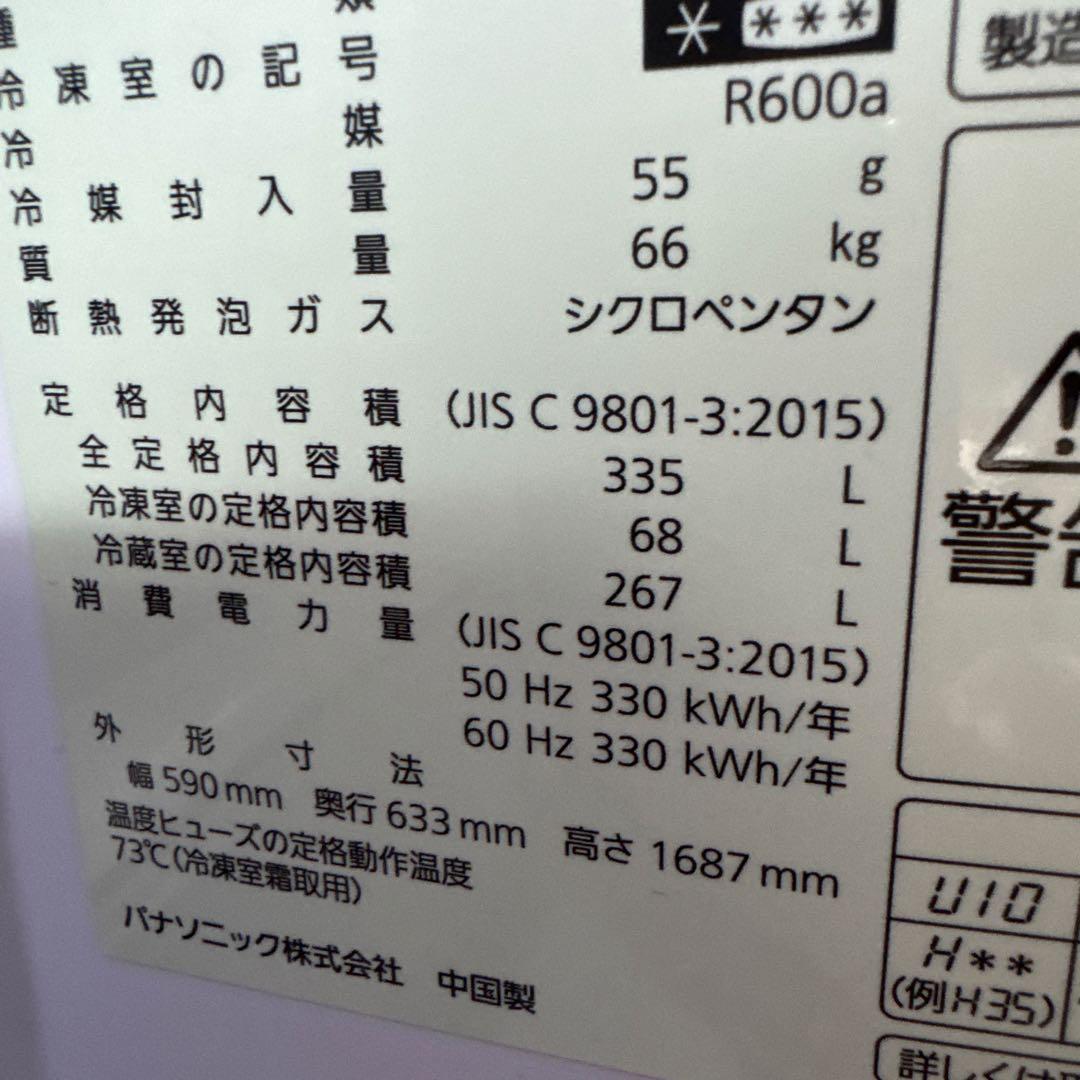 冷凍室の記号 * ***
冷媒 R600a
冷媒封入量 55 g
質量 66 kg
断熱発泡ガス シクロペンタン
定格内容積 (JIS C 9801-3:2015)
全定格内容積 335 L
冷凍室の定格内容積 68 L
冷蔵室の定格内容積 267 L
消費電力量 (JIS C 9801-3:2015)
50 Hz 330 kWh/年
60 Hz 330 kWh/年
外形寸法
幅 590 mm 奥行 633 mm 高さ 1687 mm
温度ヒューズの定格動作温度
73℃(冷凍室霜取用)
パナソニック株式会社 中国製
製造
警
U10
H**
(例H35)
詳しくは